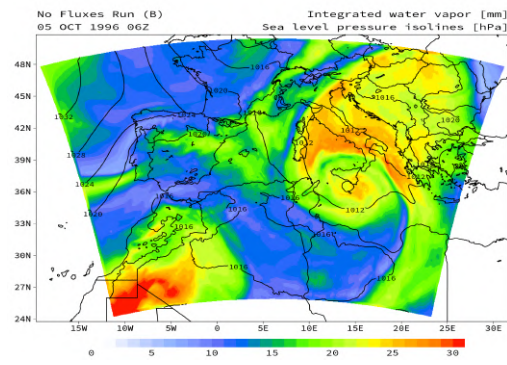 No Fluxes Run (B)
05 OCT 1996 06Z
Integrated water vapor [mm]
Sea level pressure isolines [hPa]
48N
45N
42N
39N
36N
33N
30N
27N
24N
1032
1028
1024
1020
1016
1020
1024
1020
1016
1016
1020
1012
1012
1012
1016
1016
1016
1016
1016
15W
10W
5W
0
5E
10E
15E
20E
25E
30E
0
5
10
15
20
25
30